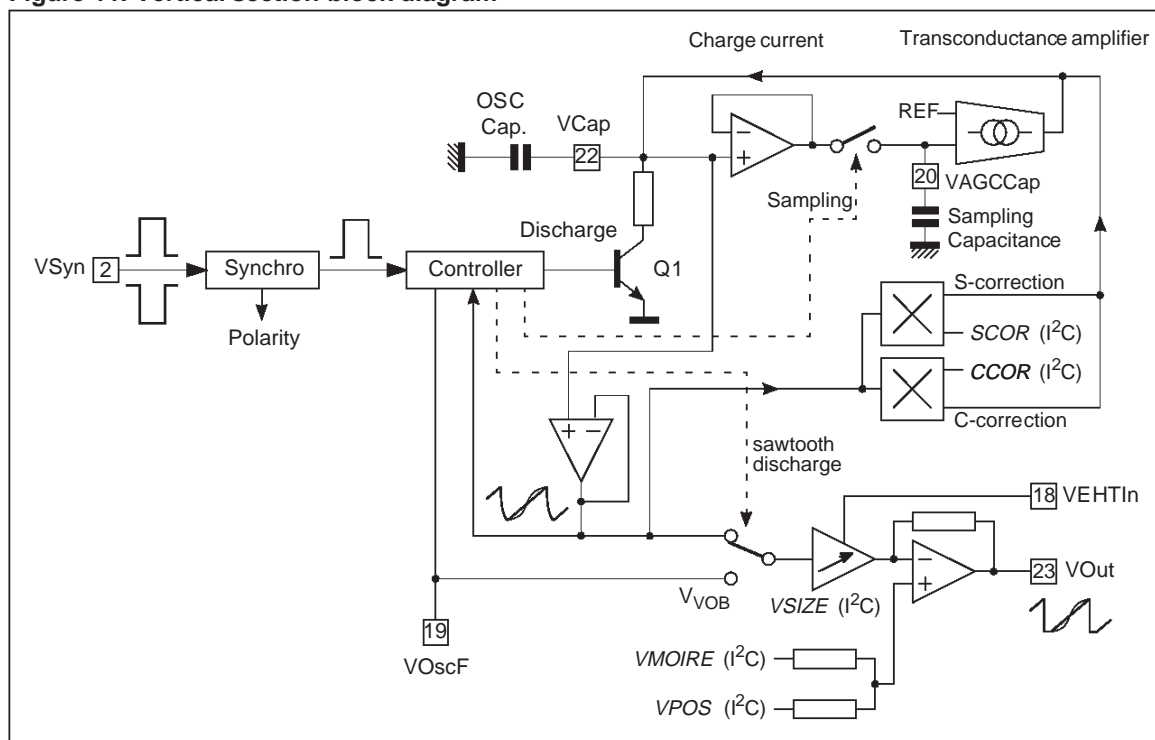 Figure 11. Vertical section block diagram
Charge current
Transconductance amplifier
OSC
Cap.
VCap
22
REF
20
VAGCCap
Sampling
Sampling
Capacitance
Discharge
VSyn
2
Synchro
Controller
Q1
Polarity
S-correction
SCOR (I²C)
CCOR (I²C)
C-correction
sawtooth
discharge
18
VEHTIn
23
VOut
V_VOB
VSIZE (I²C)
19
VOscF
VMOIRE (I²C)
VPOS (I²C)